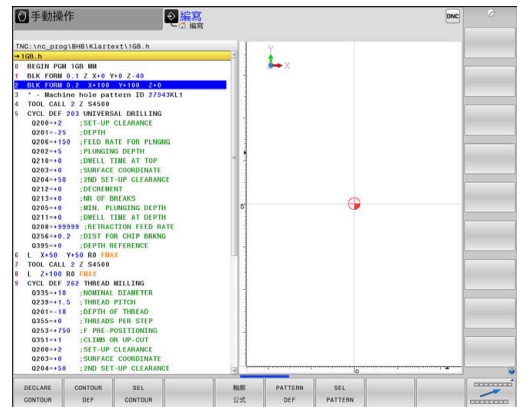 手動操作
編寫
編寫
DNC
TNC:\nc_prog\BHB\Klartext\1GB.h
→1GB.h
0 BEGIN PGM 1GB MM
1 BLK FORM 0.1 Z X+0 Y+0 Z-40
2 BLK FORM 0.2 X+100 Y+100 Z+0
3 * - Machine hole pattern ID 27943KL1
4 TOOL CALL 2 Z S4500
5 CYCL DEF 203 UNIVERSAL DRILLING
Q200=+2 ;SET-UP CLEARANCE
Q201=-25 ;DEPTH
Q206=+150 ;FEED RATE FOR PLNGNG
Q202=+5 ;PLUNGING DEPTH
Q210=+0 ;DWELL TIME AT TOP
Q203=+0 ;SURFACE COORDINATE
Q204=+50 ;2ND SET-UP CLEARANCE
Q212=+0 ;DECREMENT
Q213=+0 ;NR OF BREAKS
Q205=+0 ;MIN. PLUNGING DEPTH
Q211=+0 ;DWELL TIME AT DEPTH
Q208=+99999 ;RETRACTION FEED RATE
Q256=+0.2 ;DIST FOR CHIP BRKNG
Q395=+0 ;DEPTH REFERENCE
6 L X+50 Y+50 R0 FMAX
7 TOOL CALL 2 Z S4500
8 L Z+100 R0 FMAX
9 CYCL DEF 262 THREAD MILLING
Q335=+10 ;NOMINAL DIAMETER
Q239=+1.5 ;THREAD PITCH
Q201=-18 ;DEPTH OF THREAD
Q355=+0 ;THREADS PER STEP
Q253=+750 ;F PRE-POSITIONING
Q351=+1 ;CLIMB OR UP-CUT
Q200=+2 ;SET-UP CLEARANCE
Q203=+0 ;SURFACE COORDINATE
Q204=+50 ;2ND SET-UP CLEARANCE
Y
X
0
0
DECLARE CONTOUR
CONTOUR DEF
SEL CONTOUR
輪廓 公式
PATTERN DEF
SEL PATTERN